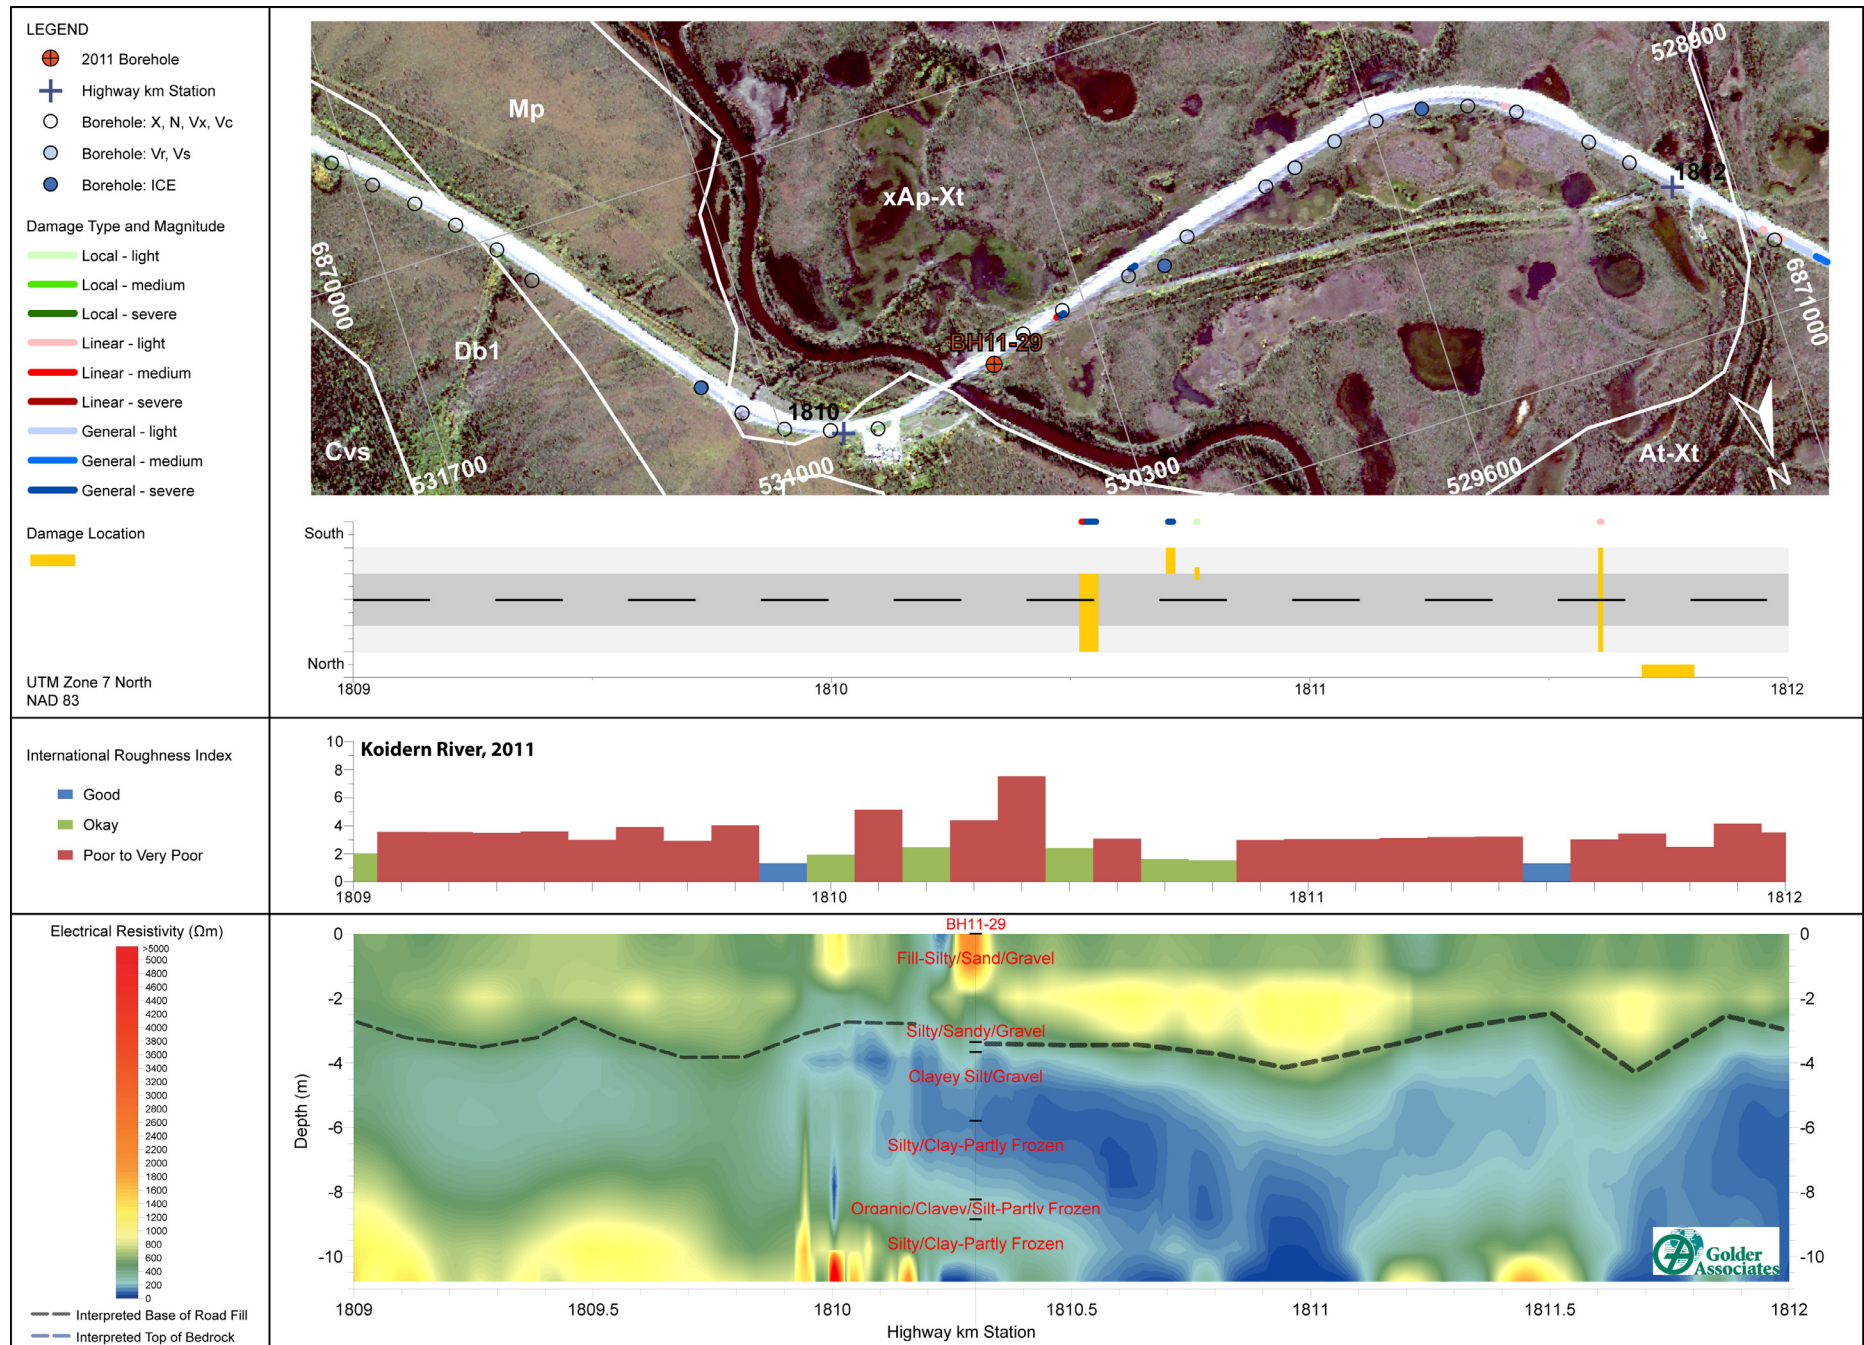 LEGEND
2011 Borehole
Highway km Station
Borehole: X, N, Vx, Vc
Borehole: Vr, Vs
Borehole: ICE
Damage Type and Magnitude
Local - light
Local - medium
Local - severe
Linear - light
Linear - medium
Linear - severe
General - light
General - medium
General - severe
Damage Location
UTM Zone 7 North
NAD 83
Mp
xAp-Xt
Db1
Cvs
At-Xt
BH11-29
1810
1812
528900
6870000
6871000
531700
531000
530300
529600
N
South
North
1809
1810
1811
1812
International Roughness Index
Good
Okay
Poor to Very Poor
Koidern River, 2011
10
8
6
4
2
0
1809
1810
1811
1812
Electrical Resistivity (Ωm)
>5000
5000
4800
4600
4400
4200
4000
3800
3600
3400
3200
3000
2800
2600
2400
2200
2000
1800
1600
1400
1200
1000
800
600
400
200
0
Interpreted Base of Road Fill
Interpreted Top of Bedrock
Depth (m)
0
-2
-4
-6
-8
-10
BH11-29
Fill-Silty/Sand/Gravel
Silty/Sandy/Gravel
Clayey Silt/Gravel
Silty/Clay-Partly Frozen
Organic/Clayey/Silt-Partly Frozen
Silty/Clay-Partly Frozen
0
-2
-4
-6
-8
-10
Golder
Associates
1809
1809.5
1810
1810.5
1811
1811.5
1812
Highway km Station